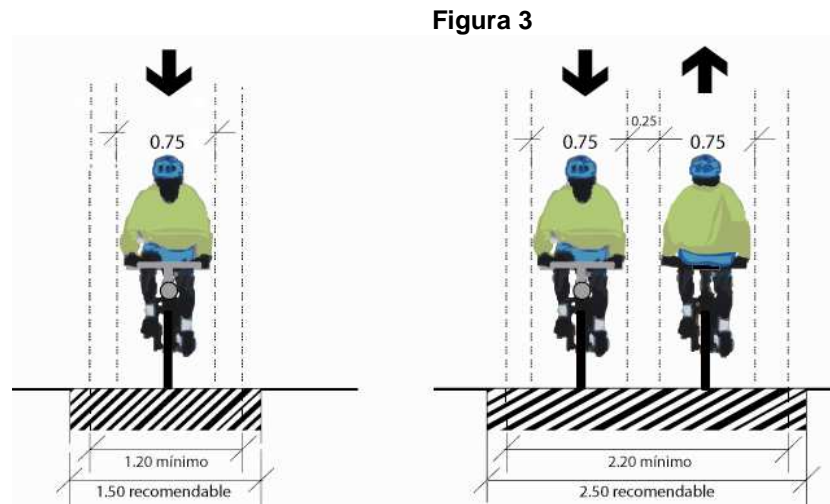 Figura 3
0.75
0.75
0.25
0.75
1.20 mínimo
1.50 recomendable
2.20 mínimo
2.50 recomendable